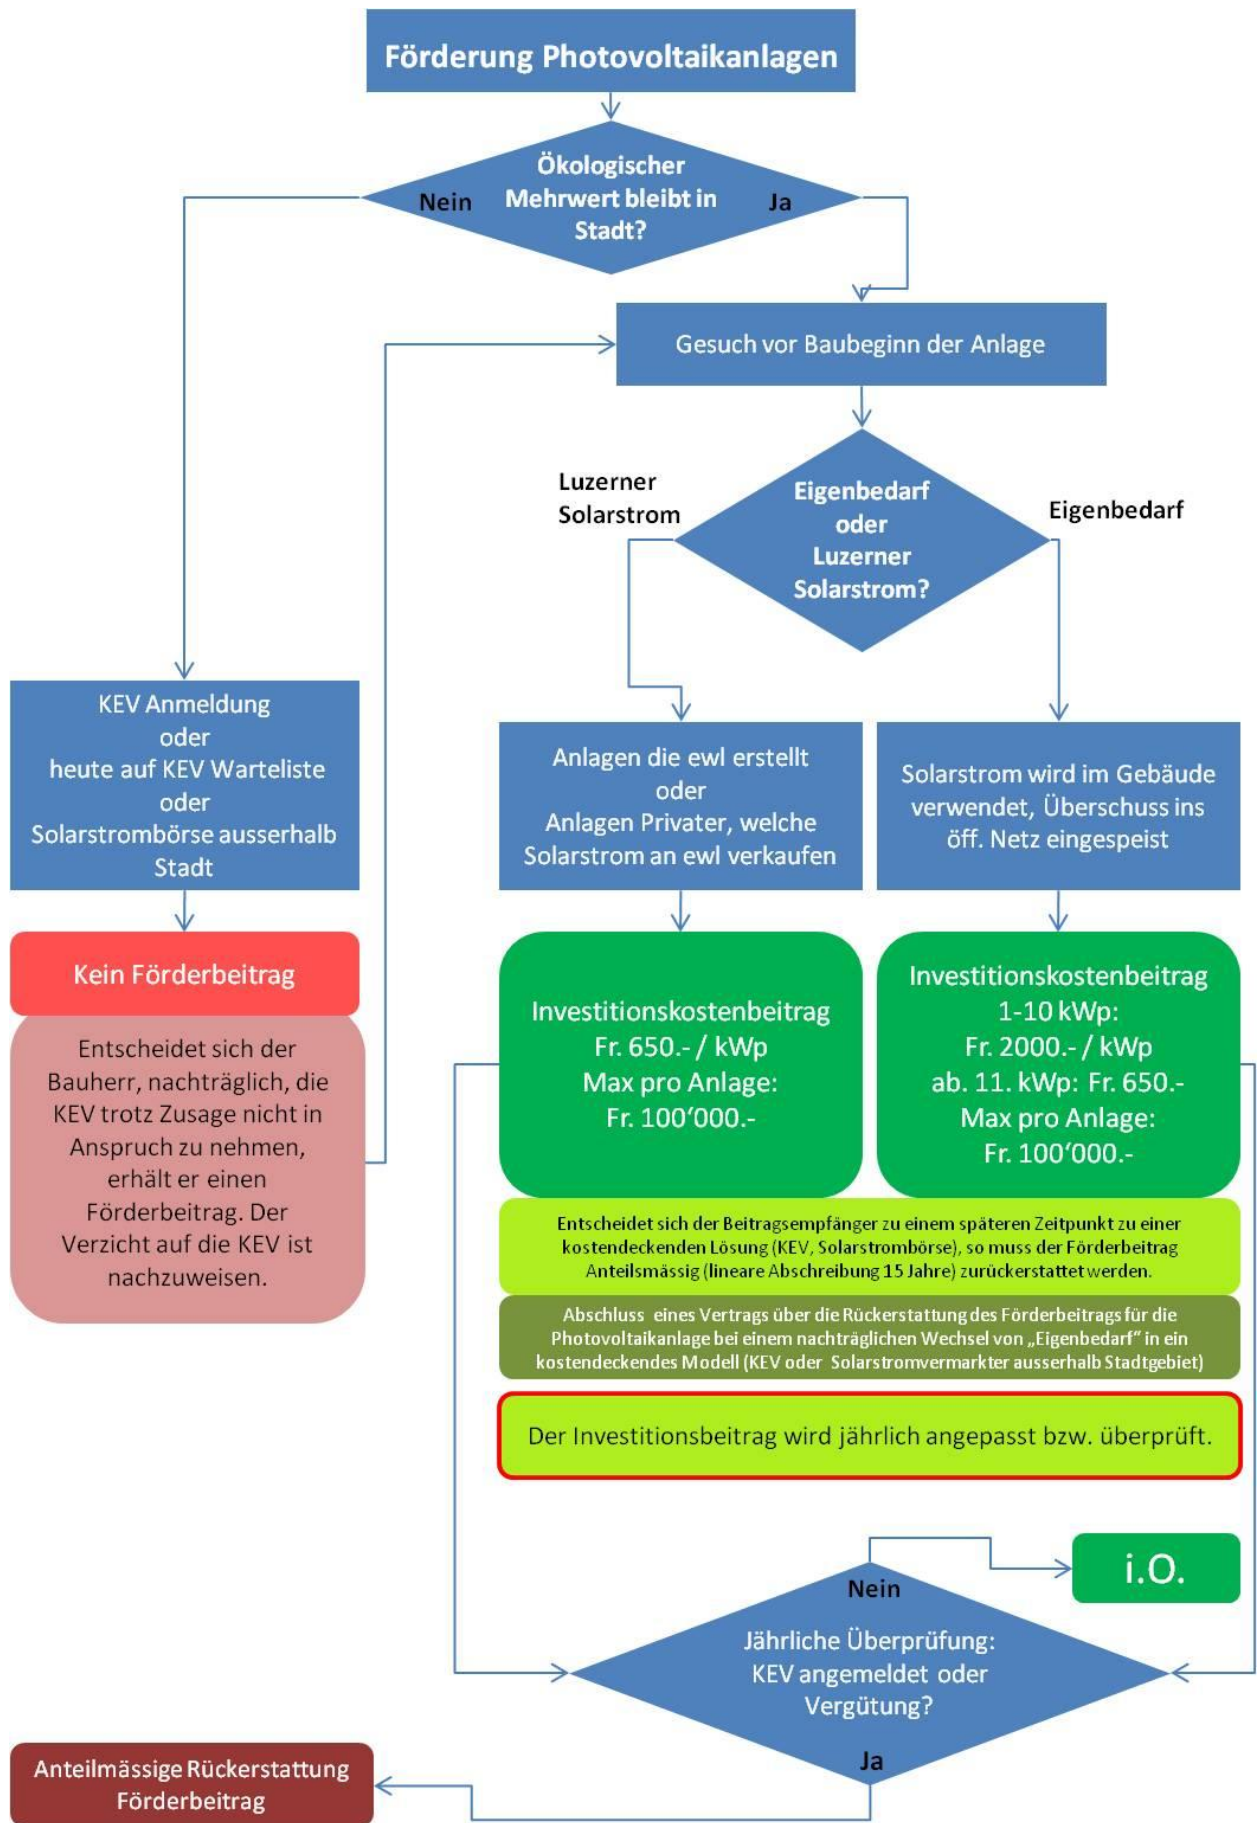 Förderung Photovoltaikanlagen
Ökologischer
Mehrwert bleibt in
Stadt?
Nein
Ja
Gesuch vor Baubeginn der Anlage
Luzerner
Solarstrom
Eigenbedarf
oder
Luzerner
Solarstrom?
Eigenbedarf
KEV Anmeldung
oder
heute auf KEV Warteliste
oder
Solarstrombörse ausserhalb
Stadt
Anlagen die ewl erstellt
oder
Anlagen Privater, welche
Solarstrom an ewl verkaufen
Solarstrom wird im Gebäude
verwendet, Überschuss ins
öff. Netz eingespeist
Kein Förderbeitrag
Entscheidet sich der
Bauherr, nachträglich, die
KEV trotz Zusage nicht in
Anspruch zu nehmen,
erhält er einen
Förderbeitrag. Der
Verzicht auf die KEV ist
nachzuweisen.
Investitionskostenbeitrag
Fr. 650.- / kWp
Max pro Anlage:
Fr. 100‘000.-
Investitionskostenbeitrag
1-10 kWp:
Fr. 2000.- / kWp
ab. 11. kWp: Fr. 650.-
Max pro Anlage:
Fr. 100‘000.-
Entscheidet sich der Beitragsempfänger zu einem späteren Zeitpunkt zu einer
kostendeckenden Lösung (KEV, Solarstrombörse), so muss der Förderbeitrag
Anteilsmässig (lineare Abschreibung 15 Jahre) zurückerstattet werden.
Abschluss eines Vertrags über die Rückerstattung des Förderbeitrags für die
Photovoltaikanlage bei einem nachträglichen Wechsel von „Eigenbedarf“ in ein
kostendeckendes Modell (KEV oder Solarstromvermarkter ausserhalb Stadtgebiet)
Der Investitionsbeitrag wird jährlich angepasst bzw. überprüft.
i.O.
Nein
Jährliche Überprüfung:
KEV angemeldet oder
Vergütung?
Ja
Anteilmässige Rückerstattung
Förderbeitrag